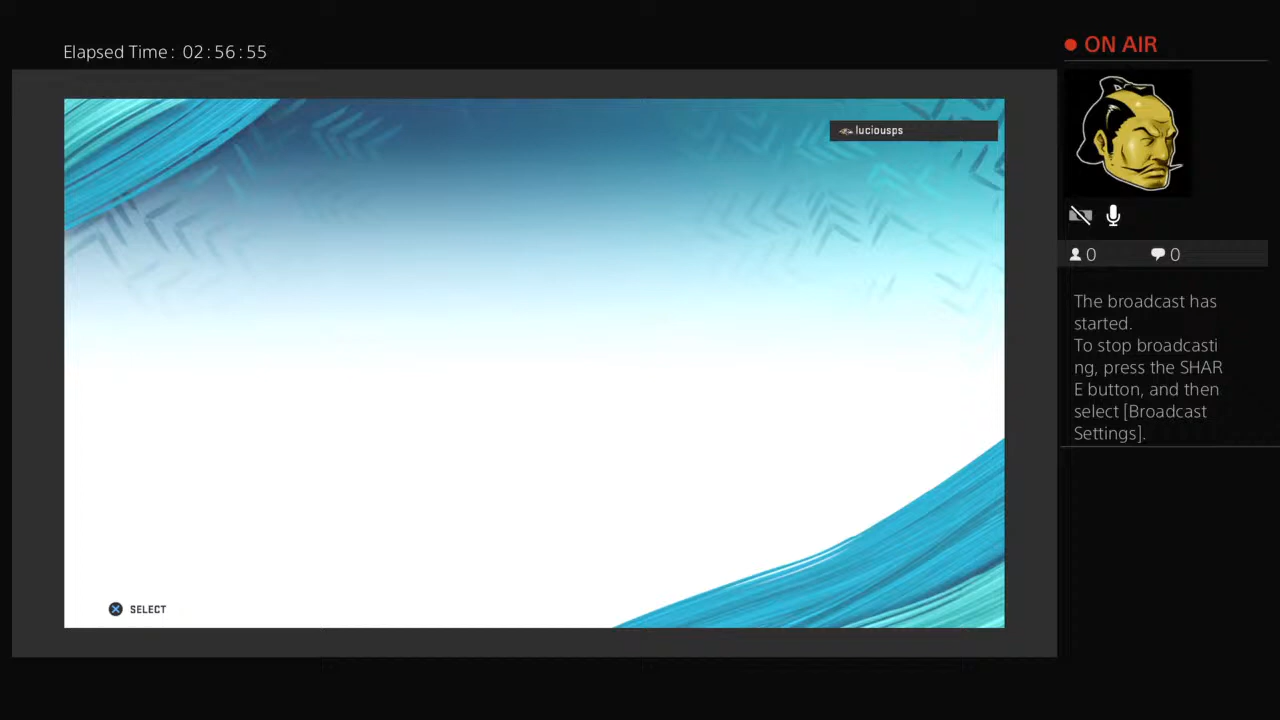 Elapsed Time: 02:56:55
ON AIR
luciousps
0 0
The broadcast has
started.
To stop broadcasti
ng, press the SHAR
E button, and then
select [Broadcast
Settings].
SELECT